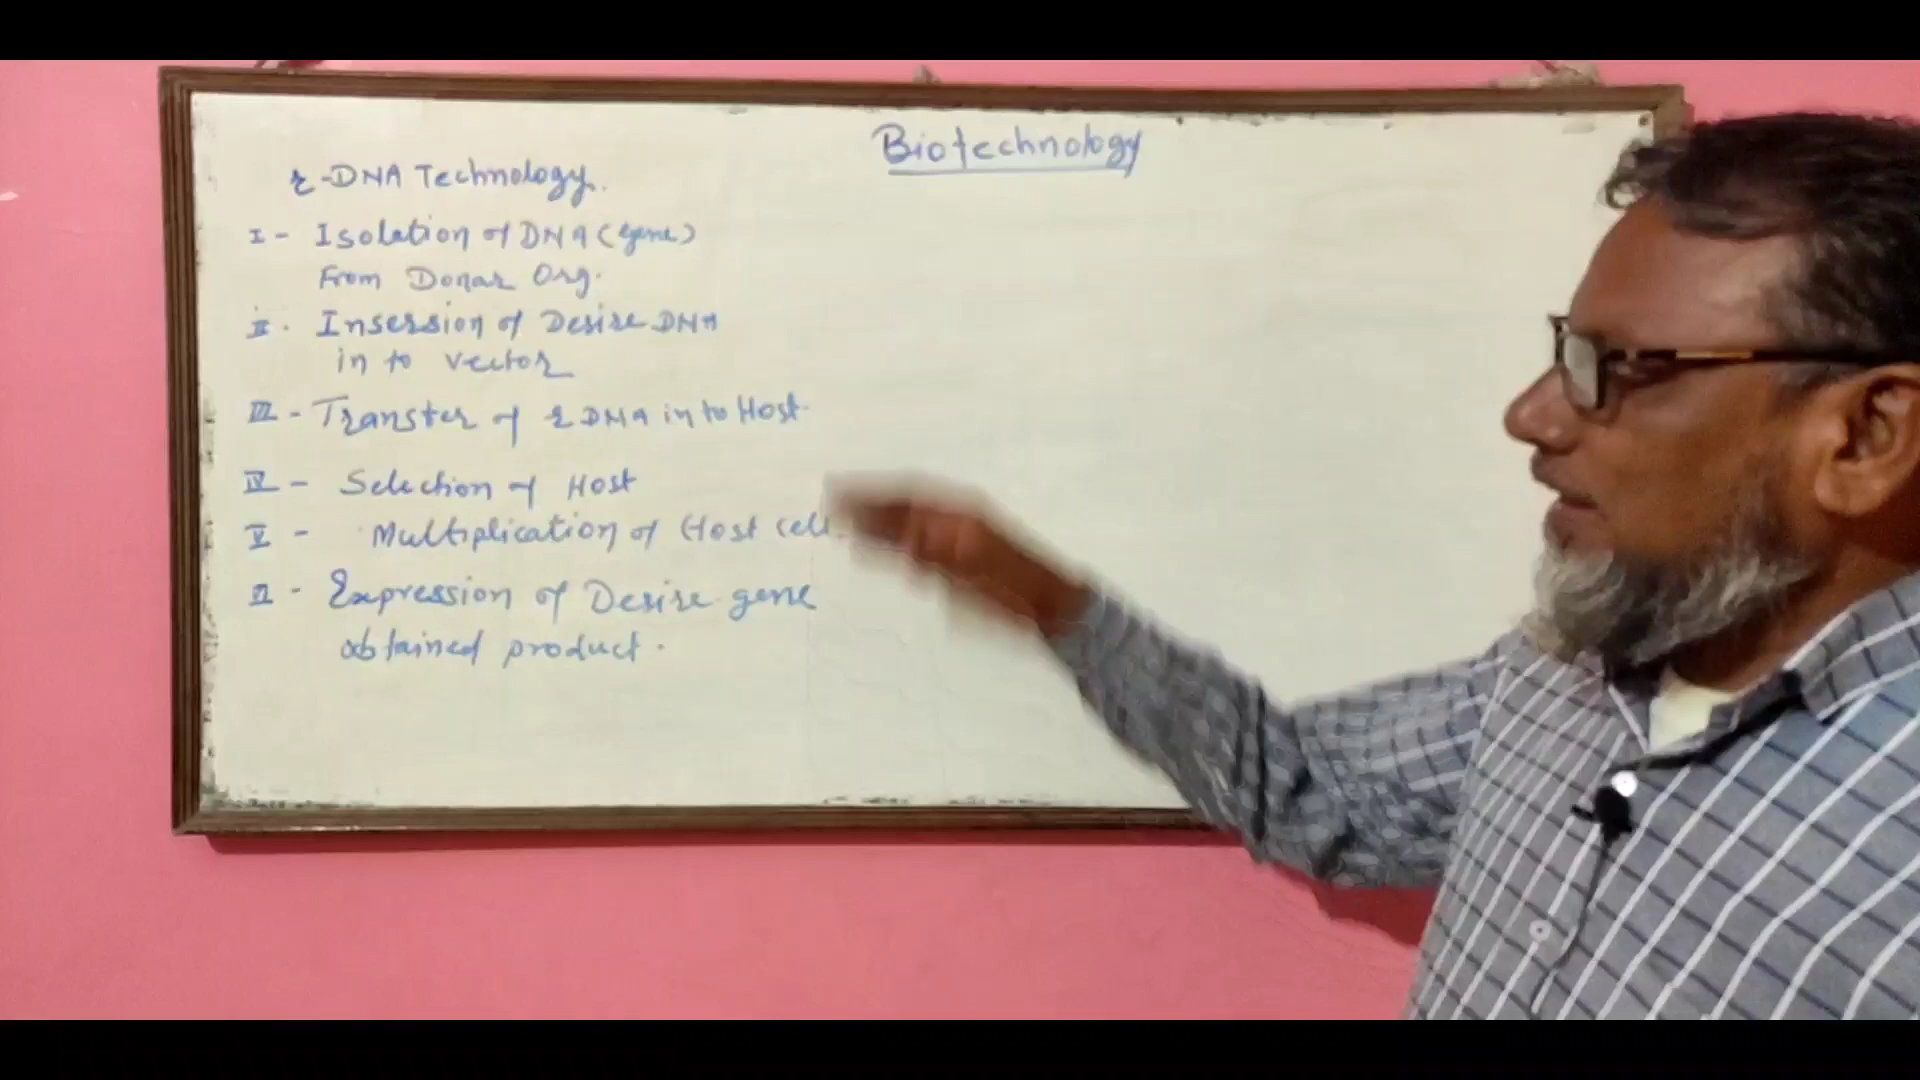 Biotechnology
r-DNA Technology.
I - Isolation of DNA (gene)
From Donar Org.
II. Insersion of Desire DNA
in to vector
III - Transter of rDNA in to Host.
IV - Selection of Host
V - Multiplication of Host cell.
VI - Expression of Desire gene
obtained product.